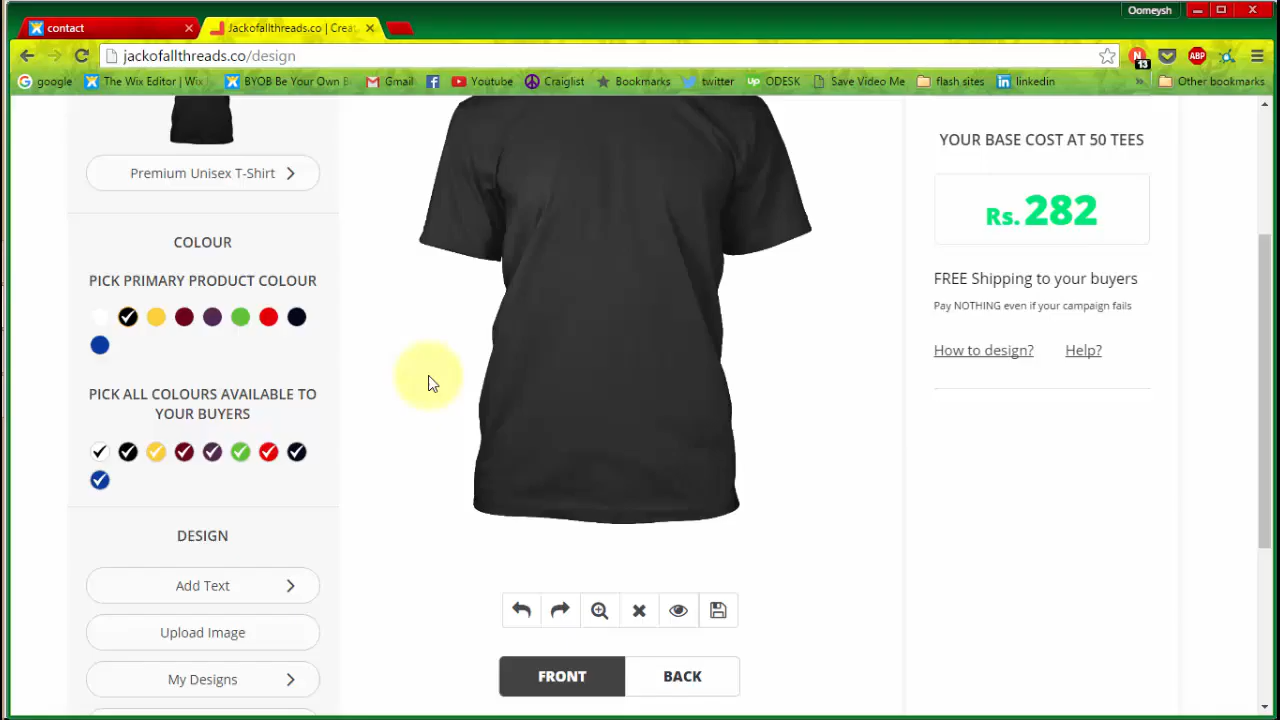 Oomeysh
contact
Jackofallthreads.co | Crea
jackofallthreads.co/design
13
ABP
google
The Wix Editor | Wix
BYOB Be Your Own B
Gmail
Youtube
Craiglist
Bookmarks
twitter
ODESK
Save Video Me
flash sites
linkedin
»
Other bookmarks
Premium Unisex T-Shirt
COLOUR
PICK PRIMARY PRODUCT COLOUR
PICK ALL COLOURS AVAILABLE TO
YOUR BUYERS
DESIGN
Add Text
Upload Image
My Designs
FRONT
BACK
YOUR BASE COST AT 50 TEES
Rs. 282
FREE Shipping to your buyers
Pay NOTHING even if your campaign fails
How to design?
Help?